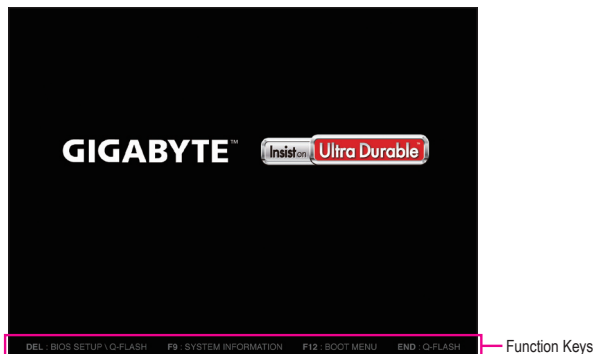 GIGABYTE™
Insist on Ultra Durable™
DEL : BIOS SETUP \ Q-FLASH F9 : SYSTEM INFORMATION F12 : BOOT MENU END : Q-FLASH
Function Keys